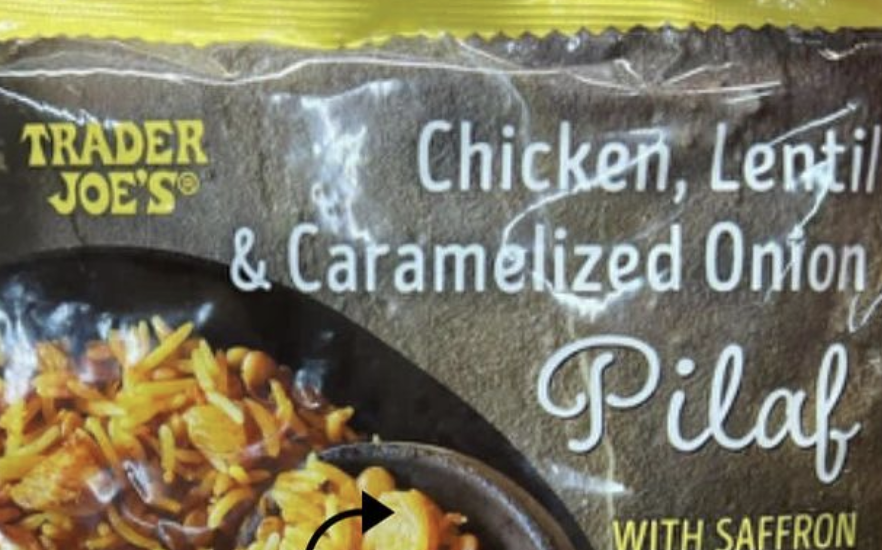 TRADER
JOE'S®
Chicken, Lentil
& Caramelized Onion
Pilaf
WITH SAFFRON